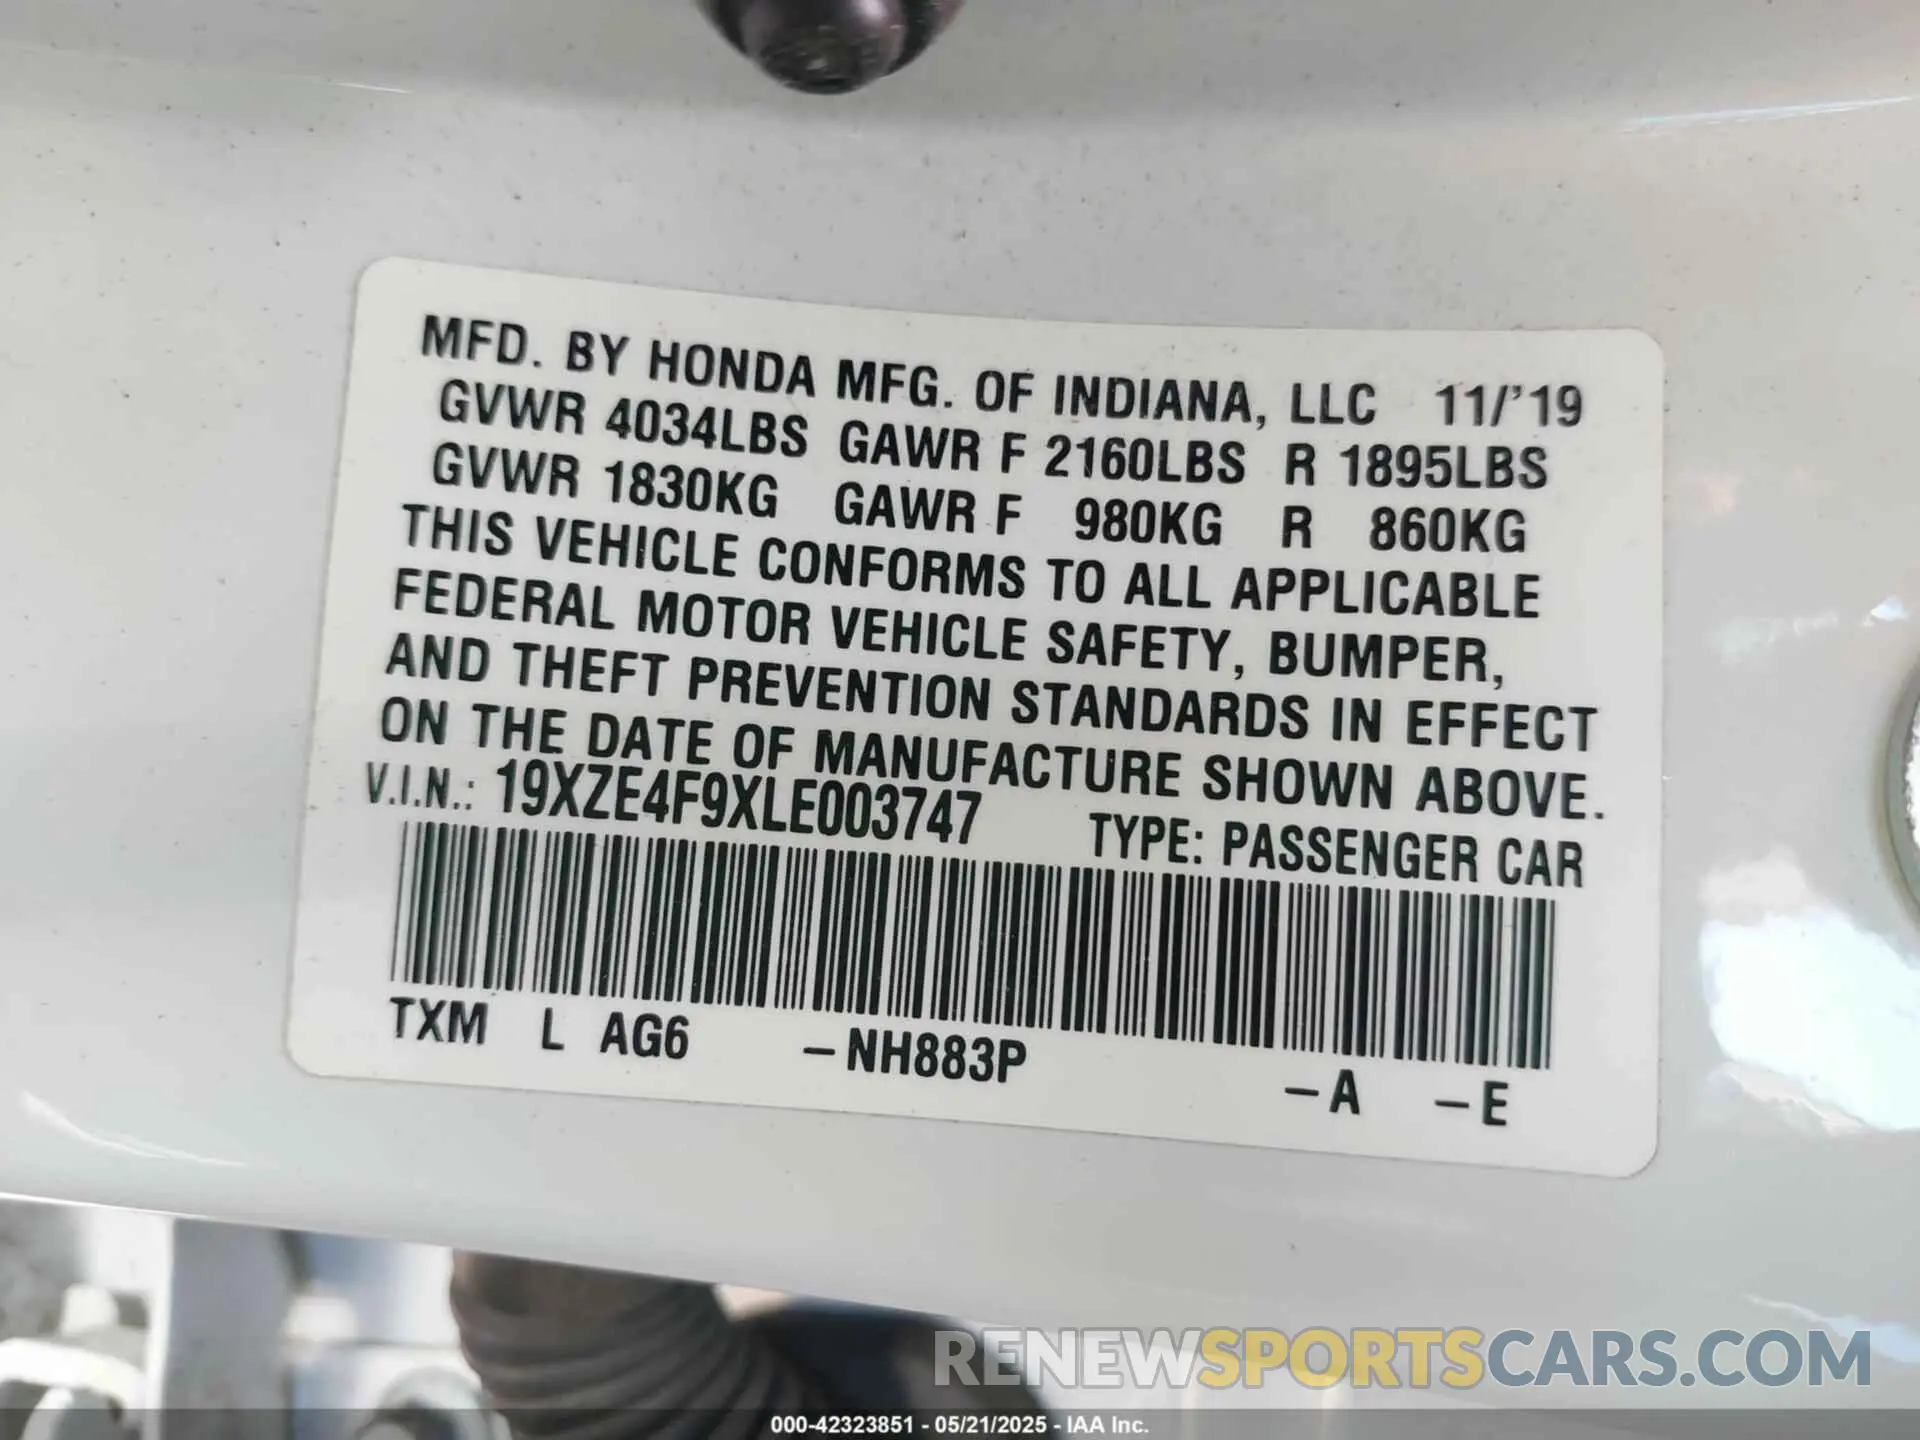 MFD. BY HONDA MFG. OF INDIANA, LLC 11/'19
GVWR 4034LBS GAWR F 2160LBS R 1895LBS
GVWR 1830KG GAWR F 980KG R 860KG
THIS VEHICLE CONFORMS TO ALL APPLICABLE
FEDERAL MOTOR VEHICLE SAFETY, BUMPER,
AND THEFT PREVENTION STANDARDS IN EFFECT
ON THE DATE OF MANUFACTURE SHOWN ABOVE.
V.I.N.: 19XZE4F9XLE003747 TYPE: PASSENGER CAR
TXM L AG6 –NH883P –A –E
RENEWSPORTSCARS.COM
000-42323851 - 05/21/2025 - IAA Inc.